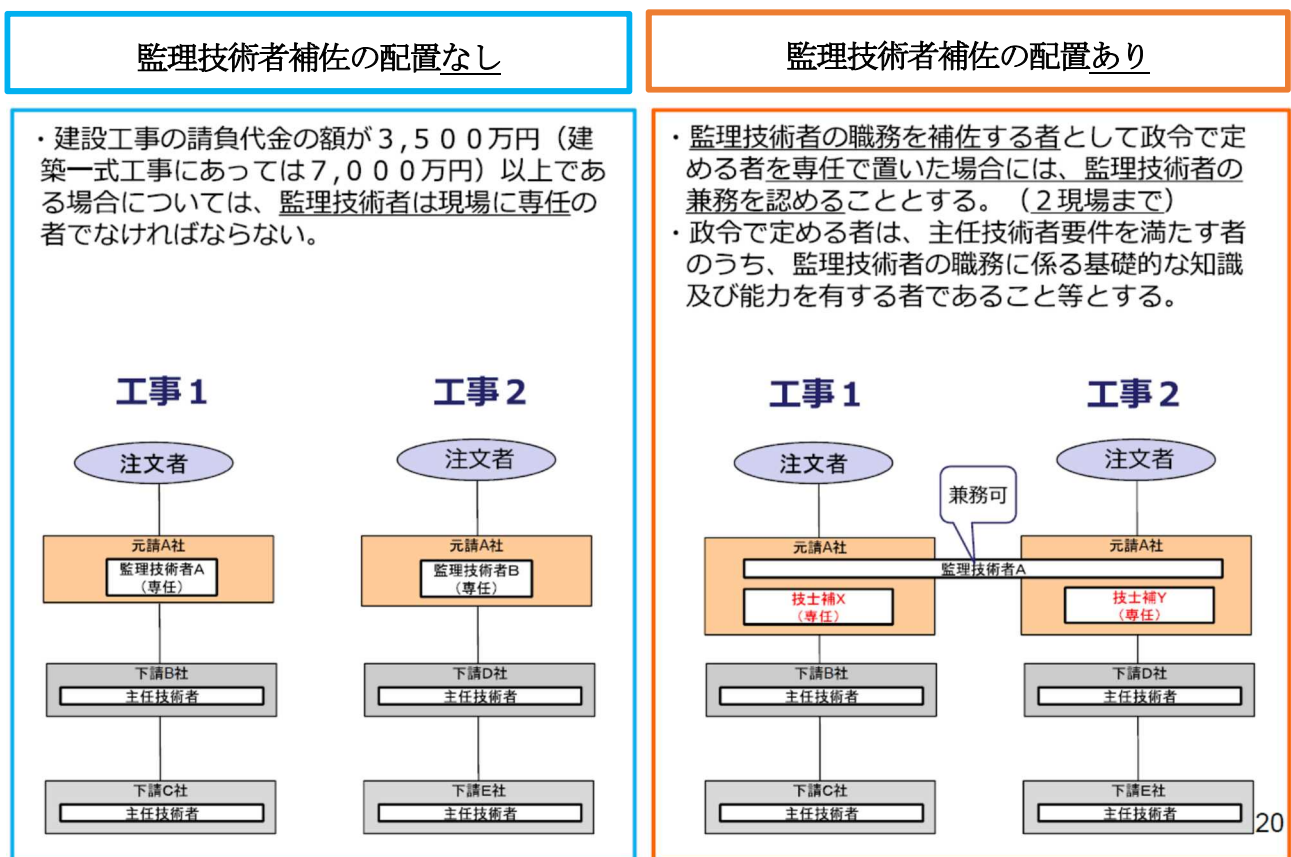 監理技術者補佐の配置なし
・建設工事の請負代金の額が３,５００万円（建
築一式工事にあっては７,０００万円）以上であ
る場合については、監理技術者は現場に専任の
者でなければならない。
工事１
工事２
注文者
注文者
元請A社
監理技術者A
（専任）
元請A社
監理技術者B
（専任）
下請B社
主任技術者
下請D社
主任技術者
下請C社
主任技術者
下請E社
主任技術者
監理技術者補佐の配置あり
・監理技術者の職務を補佐する者として政令で定
める者を専任で置いた場合には、監理技術者の
兼務を認めることとする。（２現場まで）
・政令で定める者は、主任技術者要件を満たす者
のうち、監理技術者の職務に係る基礎的な知識
及び能力を有する者であること等とする。
工事１
工事２
注文者
注文者
兼務可
元請A社
元請A社
監理技術者A
技士補X
（専任）
技士補Y
（専任）
下請B社
主任技術者
下請D社
主任技術者
下請C社
主任技術者
下請E社
主任技術者
20